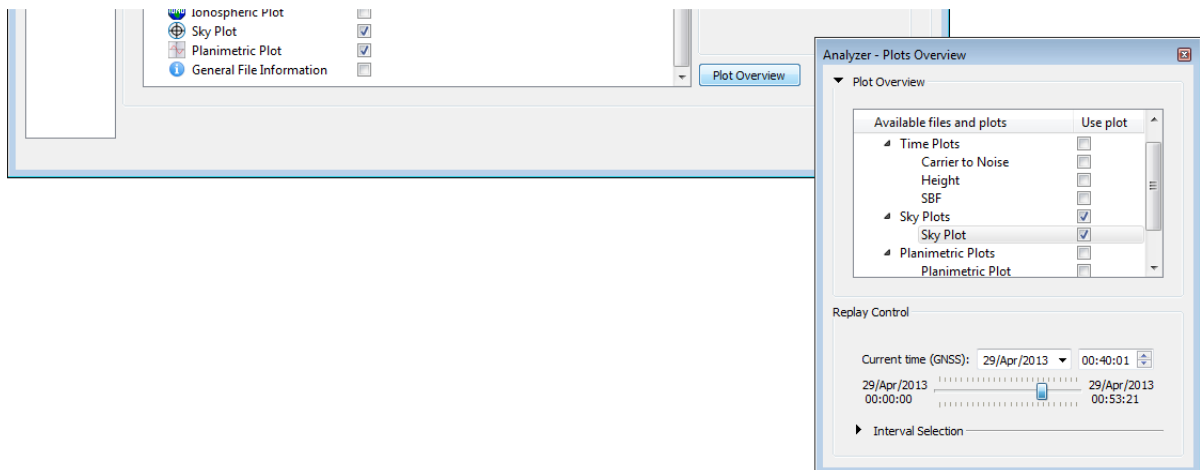 Ionospheric Plot
Sky Plot
Planimetric Plot
General File Information
Plot Overview
Analyzer - Plots Overview
Plot Overview
Available files and plots Use plot
Time Plots
Carrier to Noise
Height
SBF
Sky Plots
Sky Plot
Planimetric Plots
Planimetric Plot
Replay Control
Current time (GNSS): 29/Apr/2013 00:40:01
29/Apr/2013 29/Apr/2013
00:00:00 00:53:21
Interval Selection